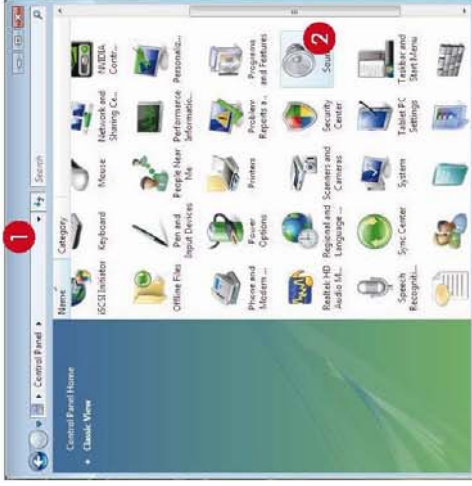 1
Control Panel
Search
Control Panel Home
Classic View
Name
Category
iSCSI Initiator
Keyboard
Mouse
Network and
Sharing Ce...
NVIDIA
Contr...
Offline Files
Pen and
Input Devices
People Near
Me
Performance
Informatio...
Personaliz...
Phone and
Modem ...
Power
Options
Printers
Problem
Reports a...
Programs
and Features
Realtek HD
Audio M...
Regional and
Language ...
Scanners and
Cameras
Security
Center
Soun
2
Speech
Recogniti...
Sync Center
System
Tablet PC
Settings
Taskbar and
Start Menu